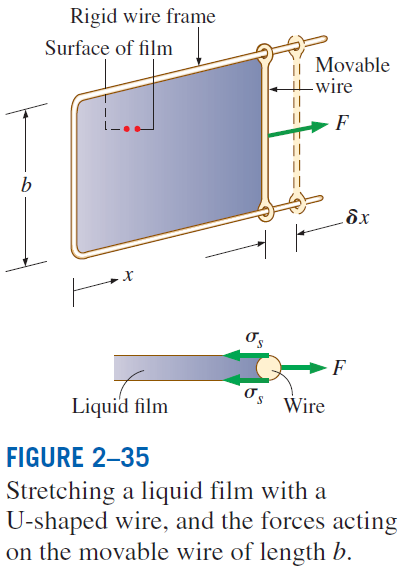 Rigid wire frame
Surface of film
Movable
wire
F
b
δx
x
σs
F
σs
Liquid film
Wire
FIGURE 2–35
Stretching a liquid film with a
U-shaped wire, and the forces acting
on the movable wire of length b.